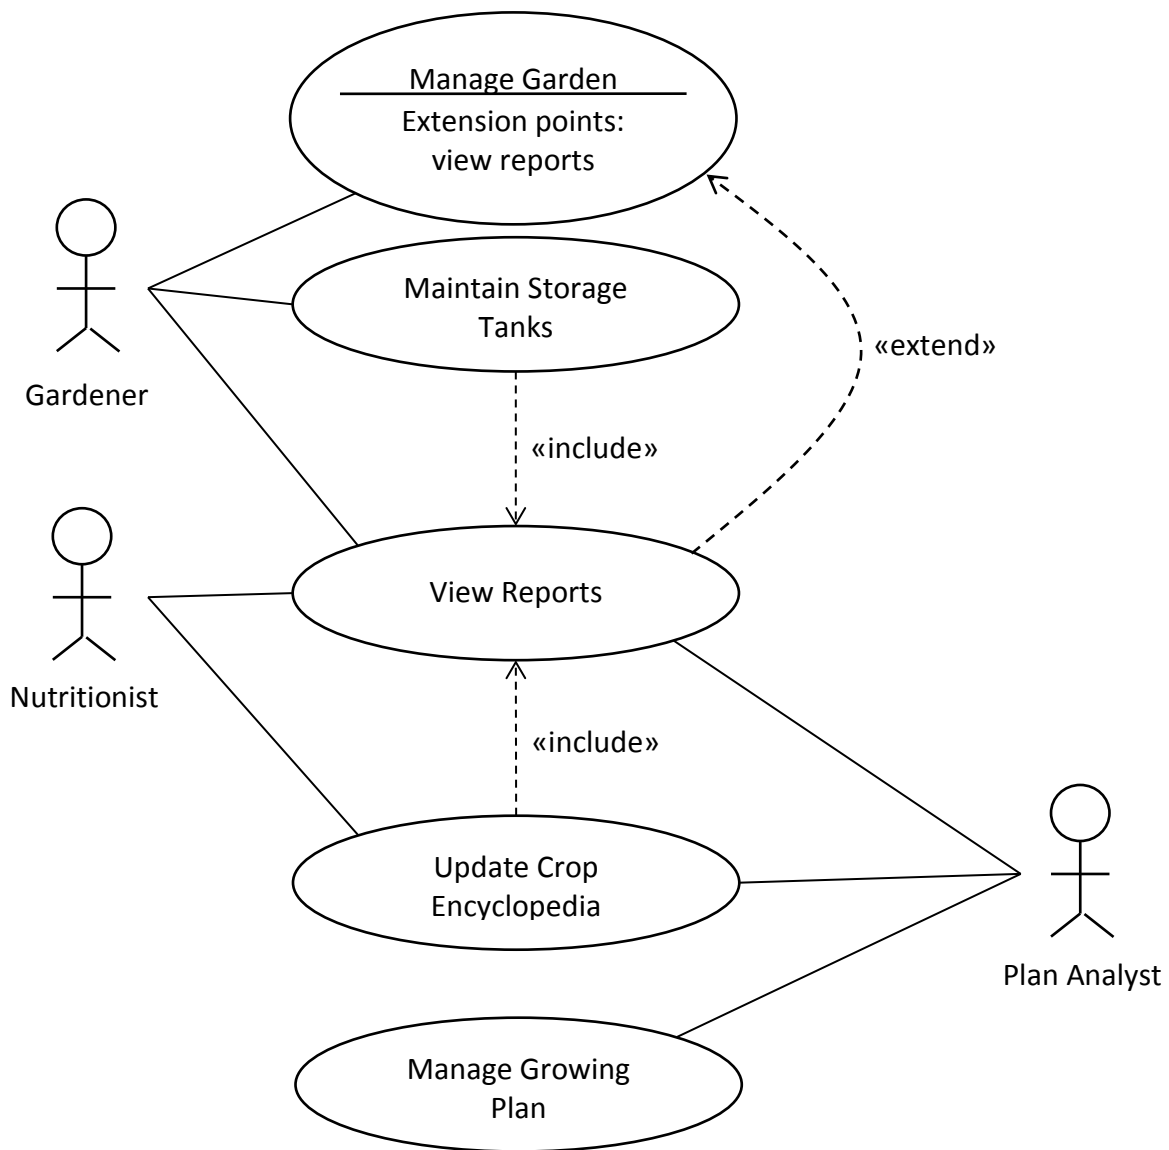 Manage Garden
Extension points:
view reports
Maintain Storage
Tanks
«extend»
Gardener
«include»
View Reports
Nutritionist
«include»
Update Crop
Encyclopedia
Plan Analyst
Manage Growing
Plan